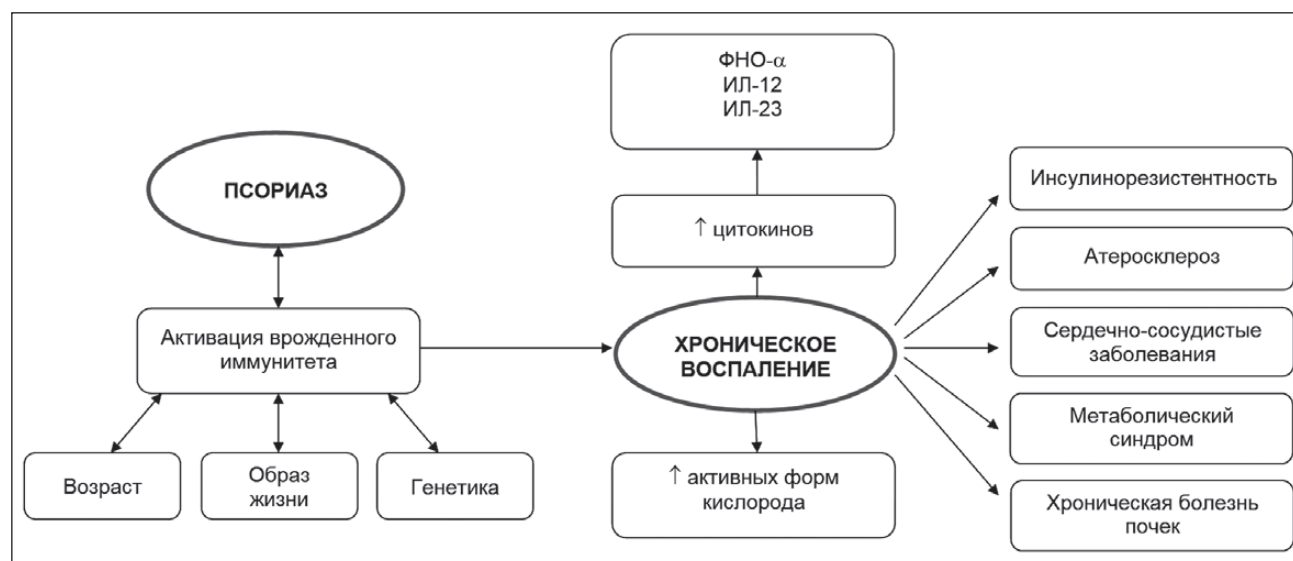 ПСОРИАЗ
Активация врожденного
иммунитета
Возраст
Образ
жизни
Генетика
ФНО-α
ИЛ-12
ИЛ-23
↑ цитокинов
ХРОНИЧЕСКОЕ
ВОСПАЛЕНИЕ
↑ активных форм
кислорода
Инсулинорезистентность
Атеросклероз
Сердечно-сосудистые
заболевания
Метаболический
синдром
Хроническая болезнь
почек